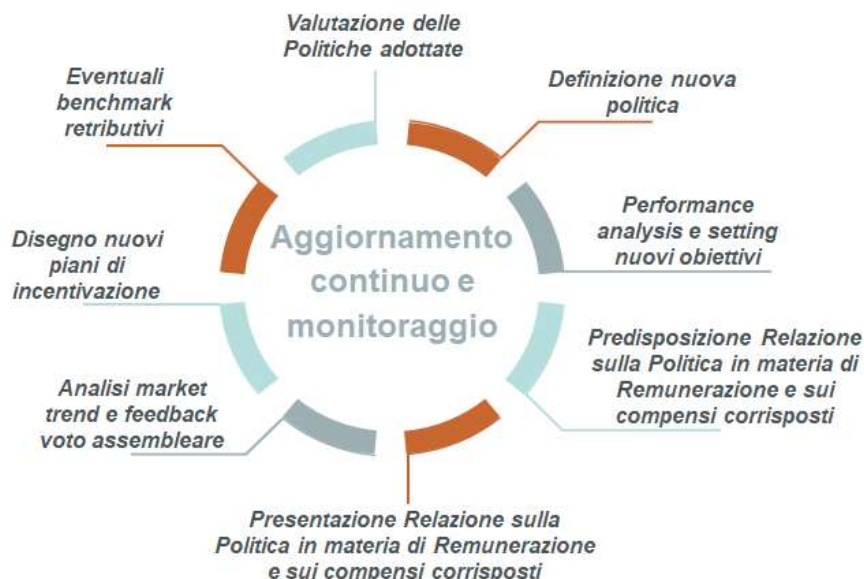 Valutazione delle
Politiche adottate
Definizione nuova
politica
Performance
analysis e setting
nuovi obiettivi
Predisposizione Relazione
sulla Politica in materia di
Remunerazione e sui
compensi corrisposti
Presentazione Relazione sulla
Politica in materia di Remunerazione
e sui compensi corrisposti
Analisi market
trend e feedback
voto assembleare
Disegno nuovi
piani di
incentivazione
Eventuali
benchmark
retributivi
Aggiornamento
continuo e
monitoraggio